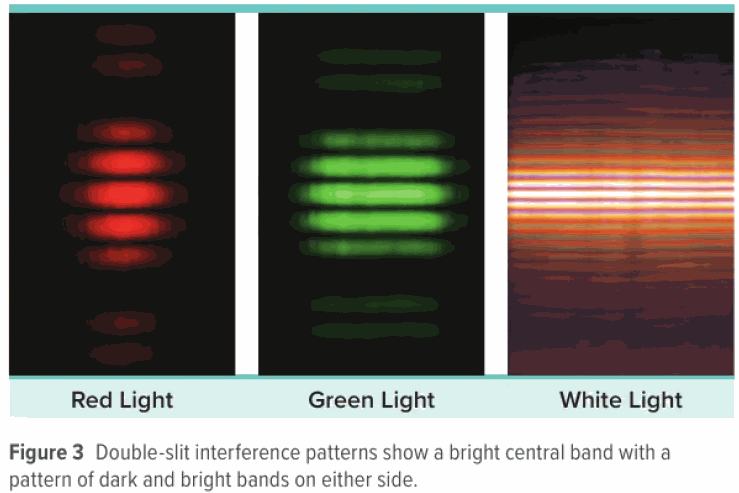 Red Light
Green Light
White Light
Figure 3 Double-slit interference patterns show a bright central band with a
pattern of dark and bright bands on either side.